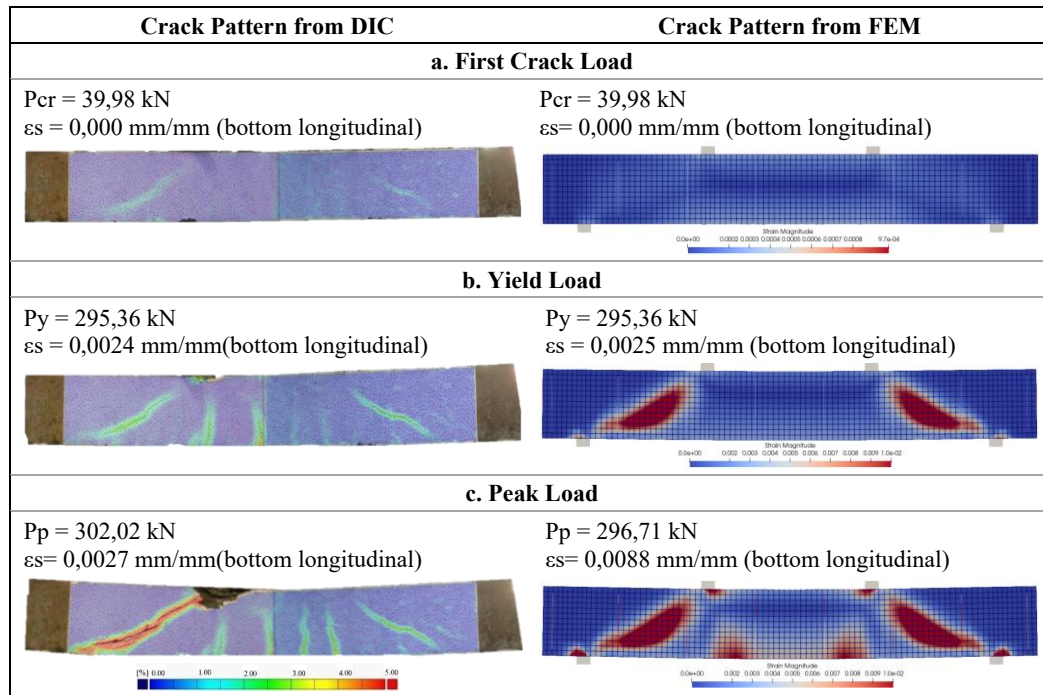 Crack Pattern from DIC Crack Pattern from FEM
a. First Crack Load
Pcr = 39,98 kN Pcr = 39,98 kN
εs = 0,000 mm/mm (bottom longitudinal) εs= 0,000 mm/mm (bottom longitudinal)
Strain Magnitude
0.0e+00 0.0002 0.0003 0.0004 0.0005 0.0006 0.0007 0.0008 9.7e-04
b. Yield Load
Py = 295,36 kN Py = 295,36 kN
εs = 0,0024 mm/mm(bottom longitudinal) εs = 0,0025 mm/mm (bottom longitudinal)
Strain Magnitude
0.0e+00 0.002 0.003 0.004 0.005 0.006 0.007 0.008 0.009 1.0e-02
c. Peak Load
Pp = 302,02 kN Pp = 296,71 kN
εs= 0,0027 mm/mm(bottom longitudinal) εs = 0,0088 mm/mm (bottom longitudinal)
[%] 0.00 1.00 2.00 3.00 4.00 5.00
Strain Magnitude
0.0e+00 0.002 0.003 0.004 0.005 0.006 0.007 0.008 0.009 1.0e-02